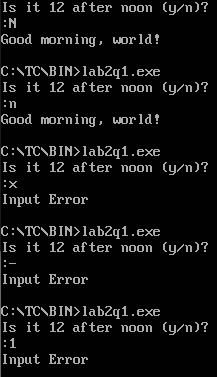 Is it 12 after noon (y/n)?
:N
Good morning, world!
C:\TC\BIN>lab2q1.exe
Is it 12 after noon (y/n)?
:n
Good morning, world!
C:\TC\BIN>lab2q1.exe
Is it 12 after noon (y/n)?
:x
Input Error
C:\TC\BIN>lab2q1.exe
Is it 12 after noon (y/n)?
:-
Input Error
C:\TC\BIN>lab2q1.exe
Is it 12 after noon (y/n)?
:1
Input Error